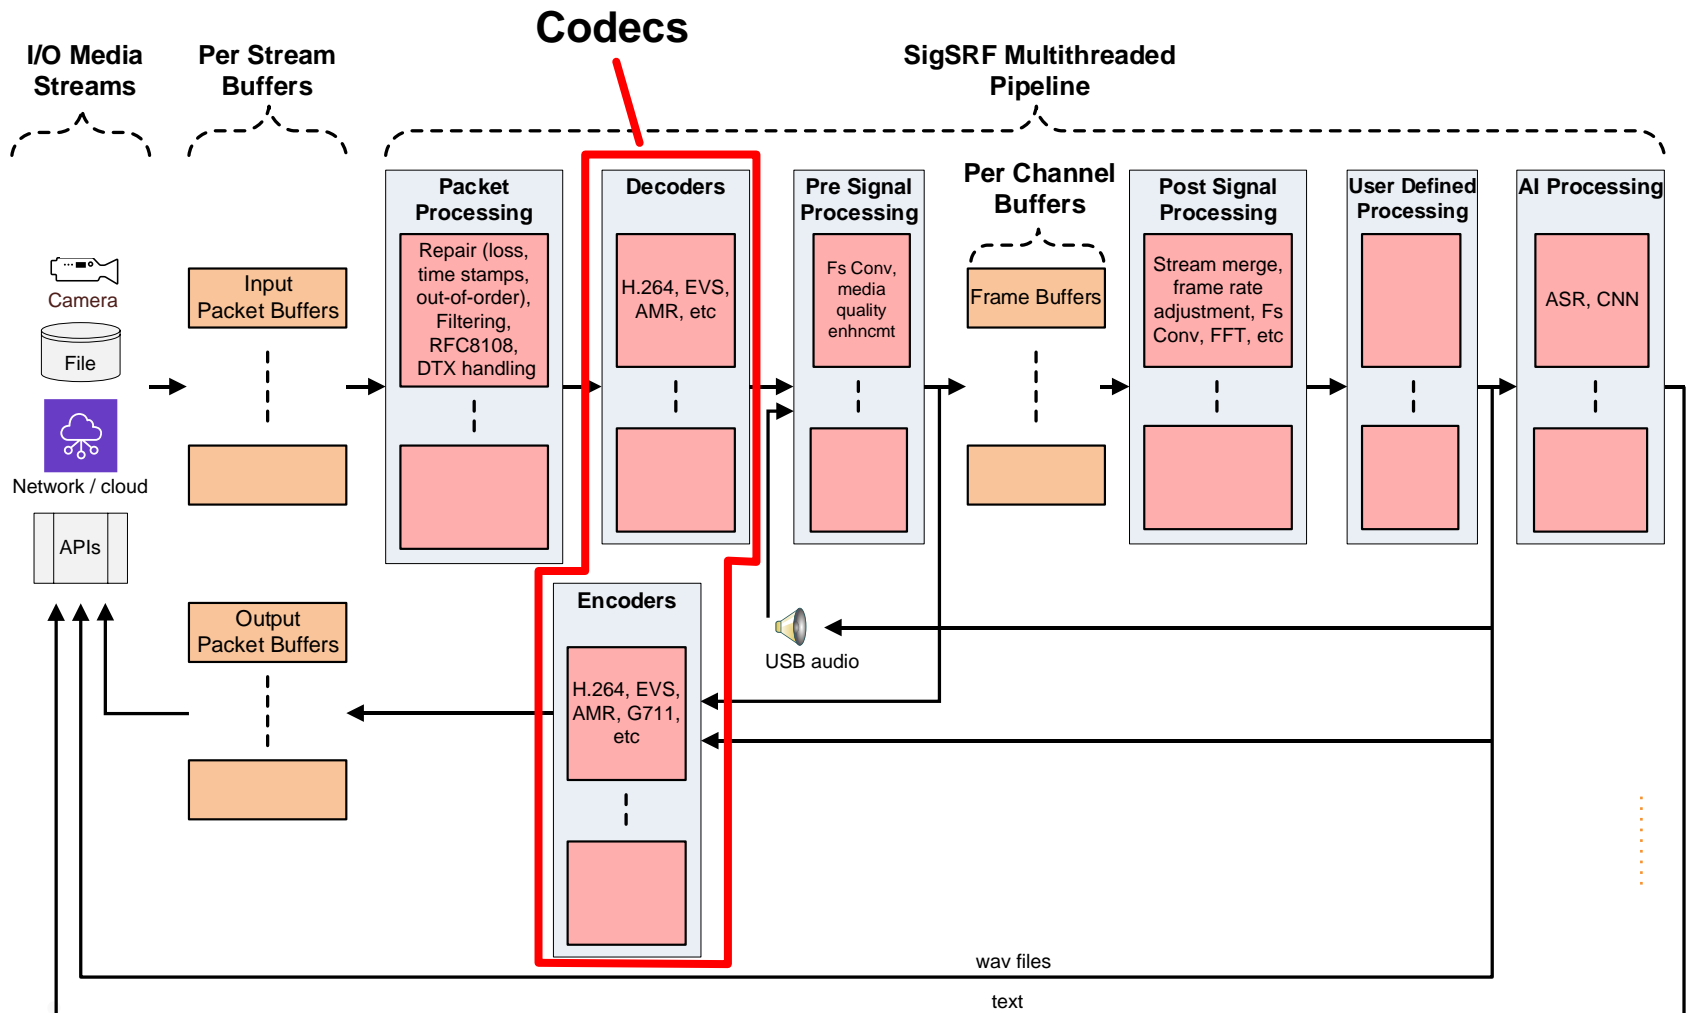 Codecs
I/O Media
Streams
Per Stream
Buffers
SigSRF Multithreaded
Pipeline
Packet
Processing
Repair (loss,
time stamps,
out-of-order),
Filtering,
RFC8108,
DTX handling
Decoders
H.264, EVS,
AMR, etc
Pre Signal
Processing
Fs Conv,
media
quality
enhncmt
Per Channel
Buffers
Frame Buffers
Post Signal
Processing
Stream merge,
frame rate
adjustment, Fs
Conv, FFT, etc
User Defined
Processing
AI Processing
ASR, CNN
Camera
File
Network / cloud
APIs
Input
Packet Buffers
Output
Packet Buffers
Encoders
H.264, EVS,
AMR, G711,
etc
USB audio
wav files
text